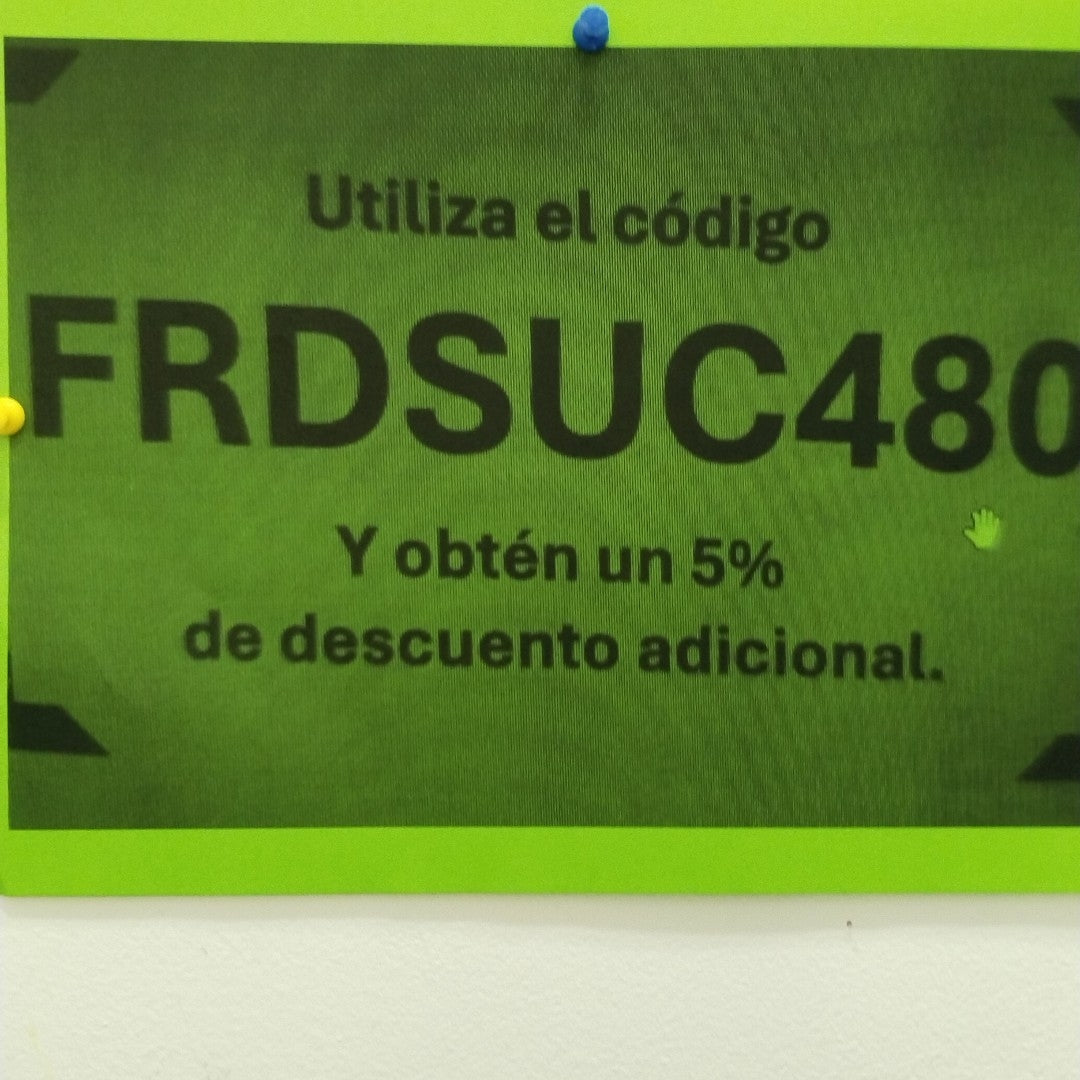 Utiliza el código
FRDSUC480
Y obtén un 5%
de descuento adicional.